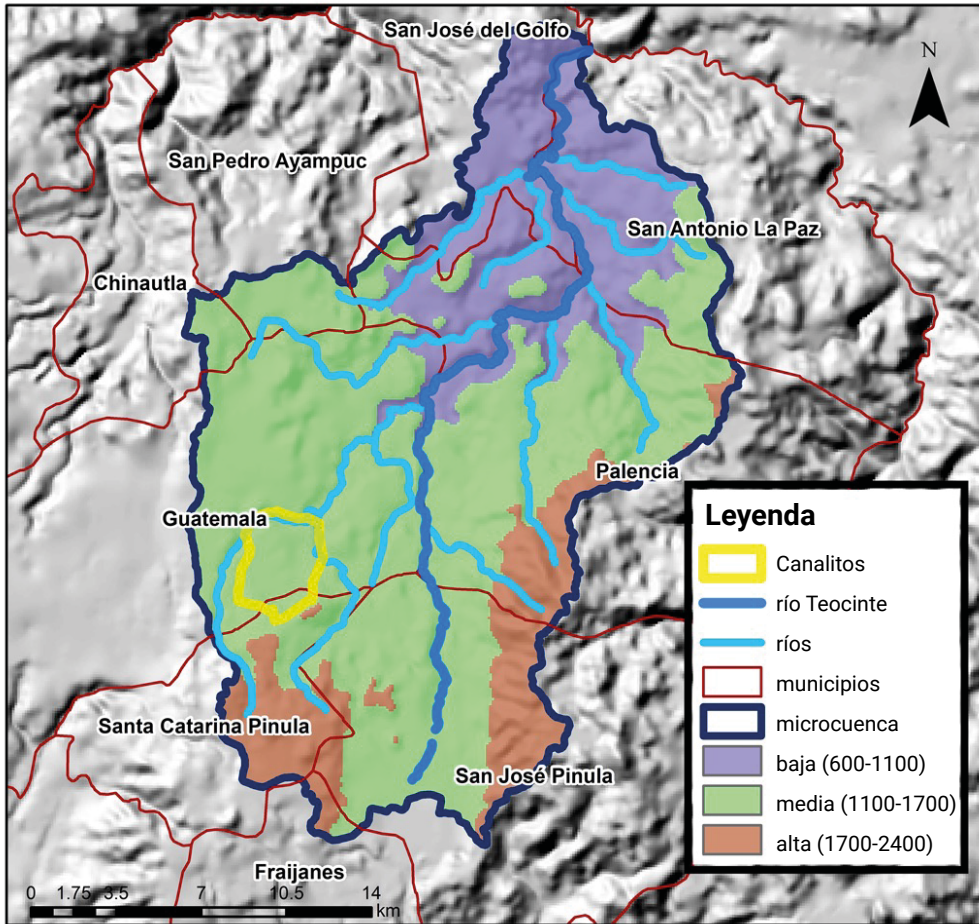 San José del Golfo
N
San Pedro Ayampuc
San Antonio La Paz
Chinautla
Palencia
Guatemala
Santa Catarina Pinula
San José Pinula
Fraijanes
Leyenda
Canalitos
río Teocinte
ríos
municipios
microcuenca
baja (600-1100)
media (1100-1700)
alta (1700-2400)
0 1.75 3.5 7 10.5 14
km